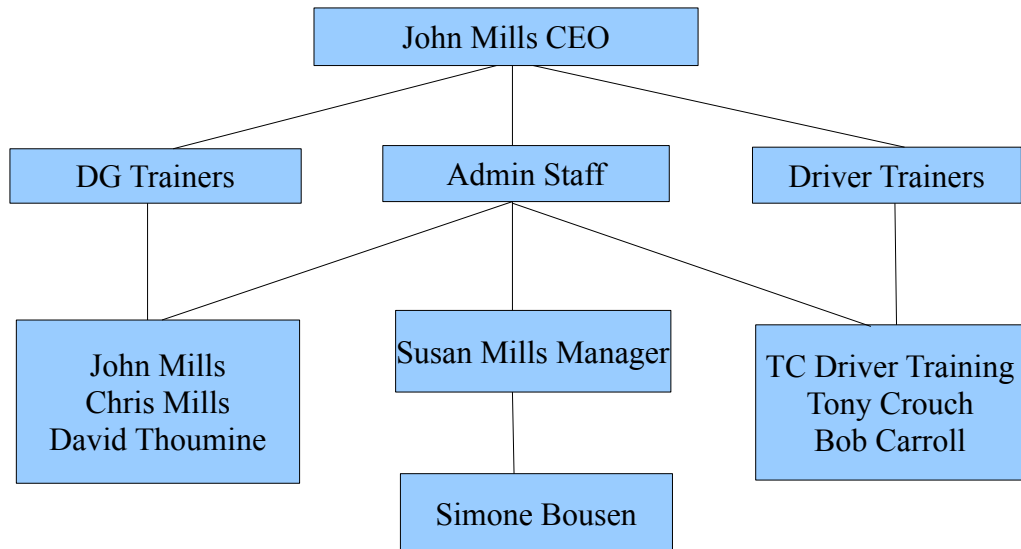 John Mills CEO
DG Trainers
Admin Staff
Driver Trainers
John Mills
Chris Mills
David Thoumine
Susan Mills Manager
TC Driver Training
Tony Crouch
Bob Carroll
Simone Bousen